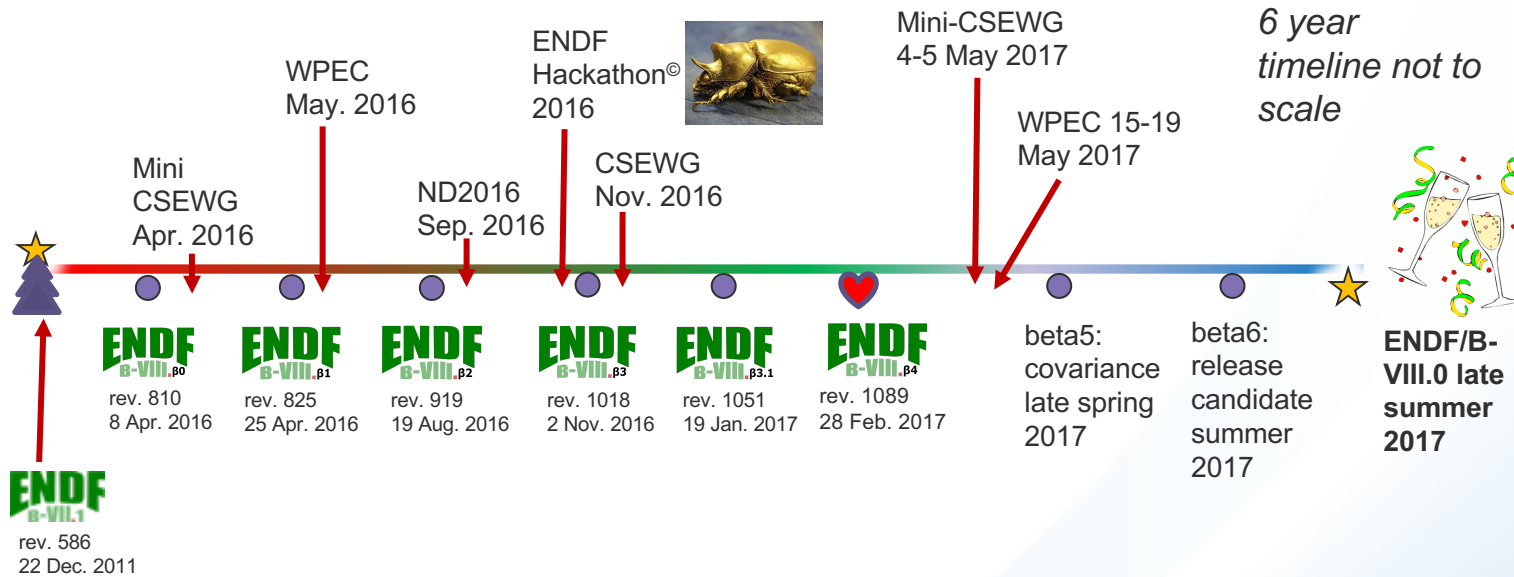 6 year
timeline not to
scale
Mini
CSEWG
Apr. 2016
WPEC
May. 2016
ND2016
Sep. 2016
ENDF
Hackathon©
2016
CSEWG
Nov. 2016
Mini-CSEWG
4-5 May 2017
WPEC 15-19
May 2017
ENDF
B-VII.1
rev. 586
22 Dec. 2011
ENDF
B-VIII.β0
rev. 810
8 Apr. 2016
ENDF
B-VIII.β1
rev. 825
25 Apr. 2016
ENDF
B-VIII.β2
rev. 919
19 Aug. 2016
ENDF
B-VIII.β3
rev. 1018
2 Nov. 2016
ENDF
B-VIII.β3.1
rev. 1051
19 Jan. 2017
ENDF
B-VIII.β4
rev. 1089
28 Feb. 2017
beta5:
covariance
late spring
2017
beta6:
release
candidate
summer
2017
ENDF/B-
VIII.0 late
summer
2017